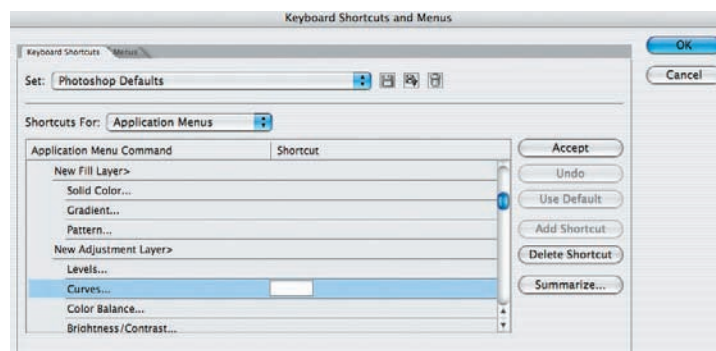 Keyboard Shortcuts and Menus
Keyboard Shortcuts Menus
OK
Set: Photoshop Defaults
Cancel
Shortcuts For: Application Menus
Application Menu Command Shortcut
Accept
New Fill Layer>
Undo
Solid Color...
Use Default
Gradient...
Pattern...
Add Shortcut
New Adjustment Layer>
Delete Shortcut
Levels...
Curves...
Summarize...
Color Balance...
Brightness/Contrast...